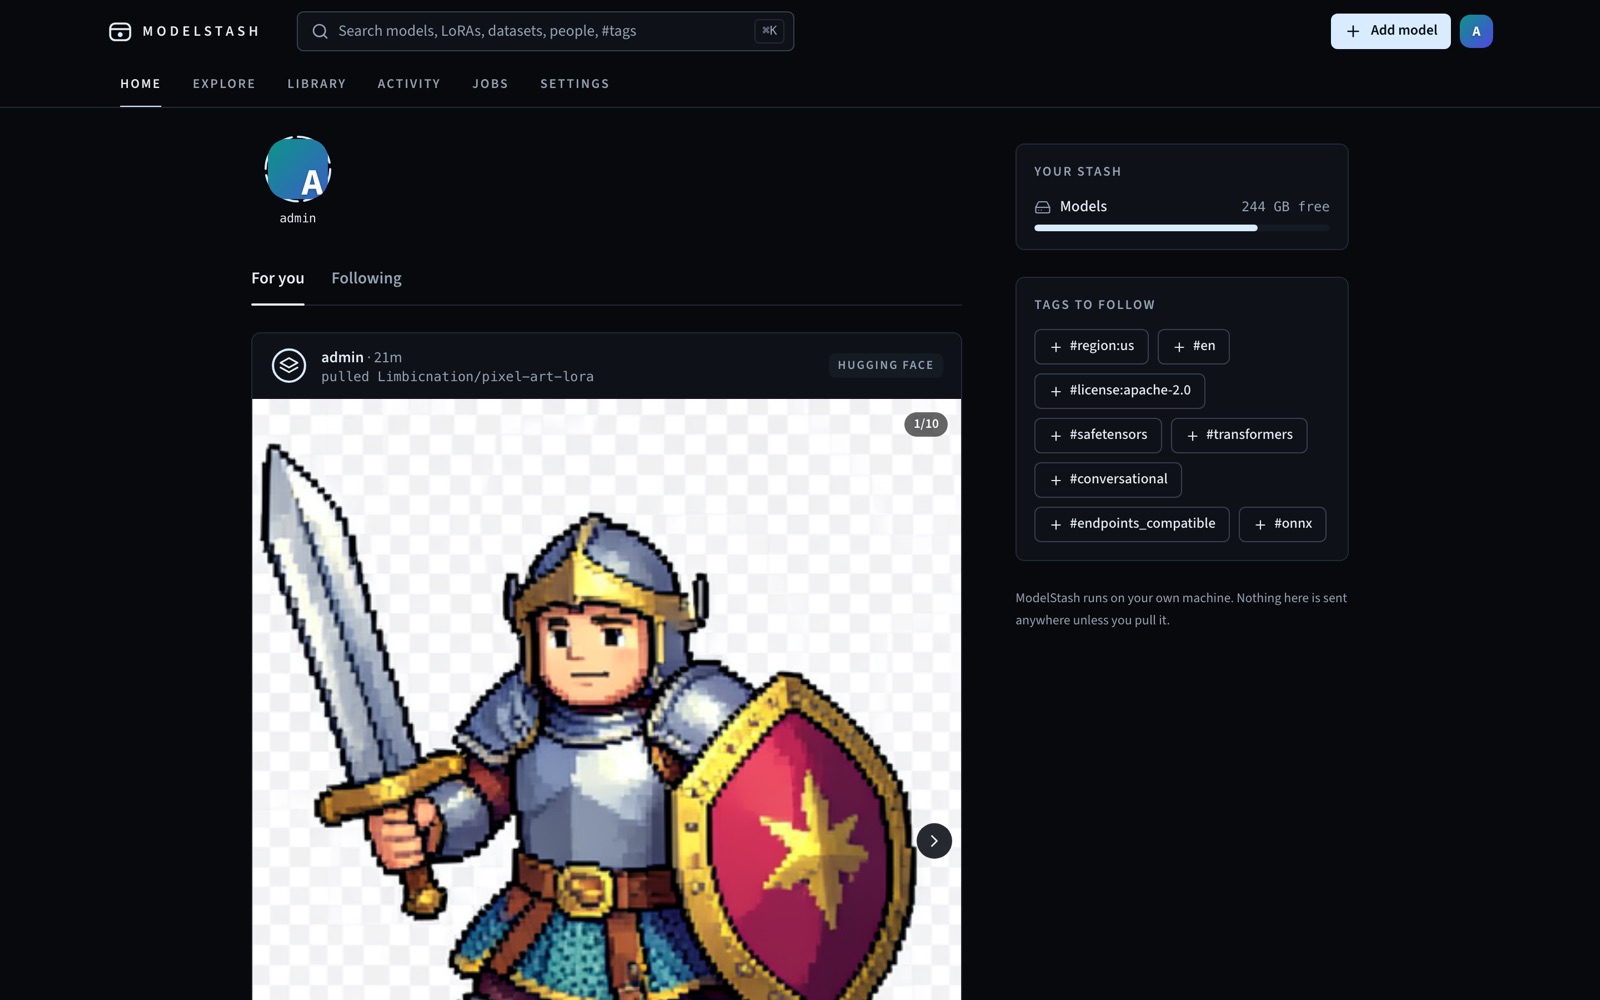 MODELSTASH
Search models, LoRAs, datasets, people, #tags
⌘K
Add model
A
HOME
EXPLORE
LIBRARY
ACTIVITY
JOBS
SETTINGS
A
admin
For you
Following
admin · 21m
pulled Limbicnation/pixel-art-lora
HUGGING FACE
1/10
YOUR STASH
Models
244 GB free
TAGS TO FOLLOW
#region:us
#en
#license:apache-2.0
#safetensors
#transformers
#conversational
#endpoints_compatible
#onnx
ModelStash runs on your own machine. Nothing here is sent
anywhere unless you pull it.